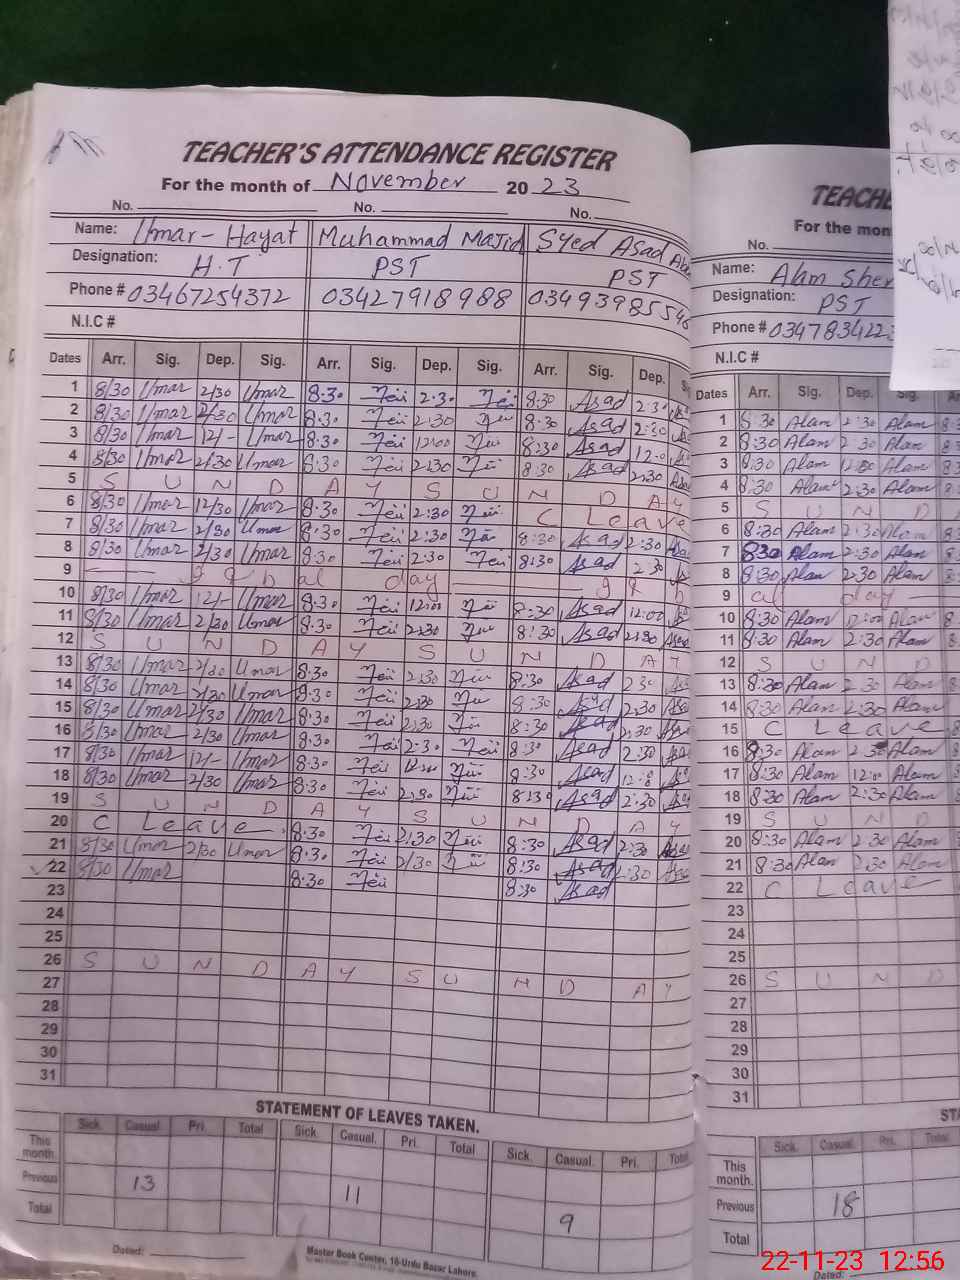 TEACHER'S ATTENDANCE REGISTER
For the month of November 2023
No. No. No.
Name: Umar-Hayat Muhammad Majid Syed Asad
Designation: H.T PST PST
Phone # 03467254372 03427918988
N.I.C #
Dates Arr. Sig. Dep. Sig. Arr. Sig. Dep. Sig. Arr. Sig. Dep.
1 8/30 Umar 2/30 Umar 8:30 2:30 8:30 Asad 2:30
2 8/30 Umar 2/30 Umar 8:30 2:30 8:30 Asad 2:30
3 8/30 Umar 12/- Umar 8:30 12:00 8:30 Asad 12:0
4 8/30 Umar 2/30 Umar 8:30 2:30 8:30 Asad 2:30 Asad
5 S U N D A Y S U N D A Y
6 8/30 Umar 12/30 Umar 8:30 2:30 C Leave
7 8/30 Umar 2/30 Umar 8:30 2:30 8:30 Asad 2:30 Asa
8 8/30 Umar 2/30 Umar 8:30 2:30 8:30 Asad 2:30
9 Iqbal day
10 8/30 Umar 12/- Umar 8:30 12:00 8:30 Asad 12:00
11 8/30 Umar 2/30 Umar 8:30 2:30 8:30 Asad 2:30 Asad
12 S U N D A Y S U N D A Y
13 8/30 Umar 2/30 Umar 8:30 2:30 8:30 Asad 2:30 Asa
14 8/30 Umar 2/30 Umar 8:30 2:30 8:30 Asad 2:30 Asa
15 8/30 Umar 2/30 Umar 8:30 2:30 8:30 Asad 2:30
16 8/30 Umar 2/30 Umar 8:30 2:30 8:30 Asad 2:30
17 8/30 Umar 12/- Umar 8:30 8:30 Asad
18 8/30 Umar 2/30 Umar 8:30 2:30 8:30 Asad 2:30
19 S U N D A Y S U N D A Y
20 C Leave 8:30 2:30 8:30 Asad 2:30
21 8/30 Umar 2/30 Umar 8:30 2/30 8:30 Asad 2:30 Asa
22 8/30 Umar 8:30 8:30 Asad
23
24
25
26 S U N D A Y S U N D A Y
27
28
29
30
31
STATEMENT OF LEAVES TAKEN.
Sick. Casual. Pri. Total Sick. Casual. Pri. Total Sick. Casual. Pri. Total
This month.
Previous 13 11 9
Total
Dated:
Master Book Center, 18-Urdu Bazar Lahore.
TEACHE
For the mon
No.
Name: Alam Sher
Designation: PST
Phone # 034783422
N.I.C #
Dates Arr. Sig. Dep. Sig.
1 8:30 Alam 2:30 Alam
2 8:30 Alam 2:30 Alam
3 8:30 Alam 12:00 Alam
4 8:30 Alam 2:30 Alam
5 S U N D
6 8:30 Alam 2:30 Alam
7 8:30 Alam 2:30 Alam
8 8:30 Alam 2:30 Alam
9 al day
10 8:30 Alam 12:00 Alam
11 8:30 Alam 2:30 Alam
12 S U N D
13 8:30 Alam 2:30 Alam
14 8:30 Alam 2:30 Alam
15 C Leave
16 8:30 Alam 2:30 Alam
17 8:30 Alam 12:00 Alam
18 8:30 Alam 2:30 Alam
19 S U N D
20 8:30 Alam 2:30 Alam
21 8:30 Alam 2:30 Alam
22 C Leave
23
24
25
26 S U N D
27
28
29
30
31
Sick. Casual. Pri. Total
This month.
Previous 18
Total
Dated:
22-11-23 12:56